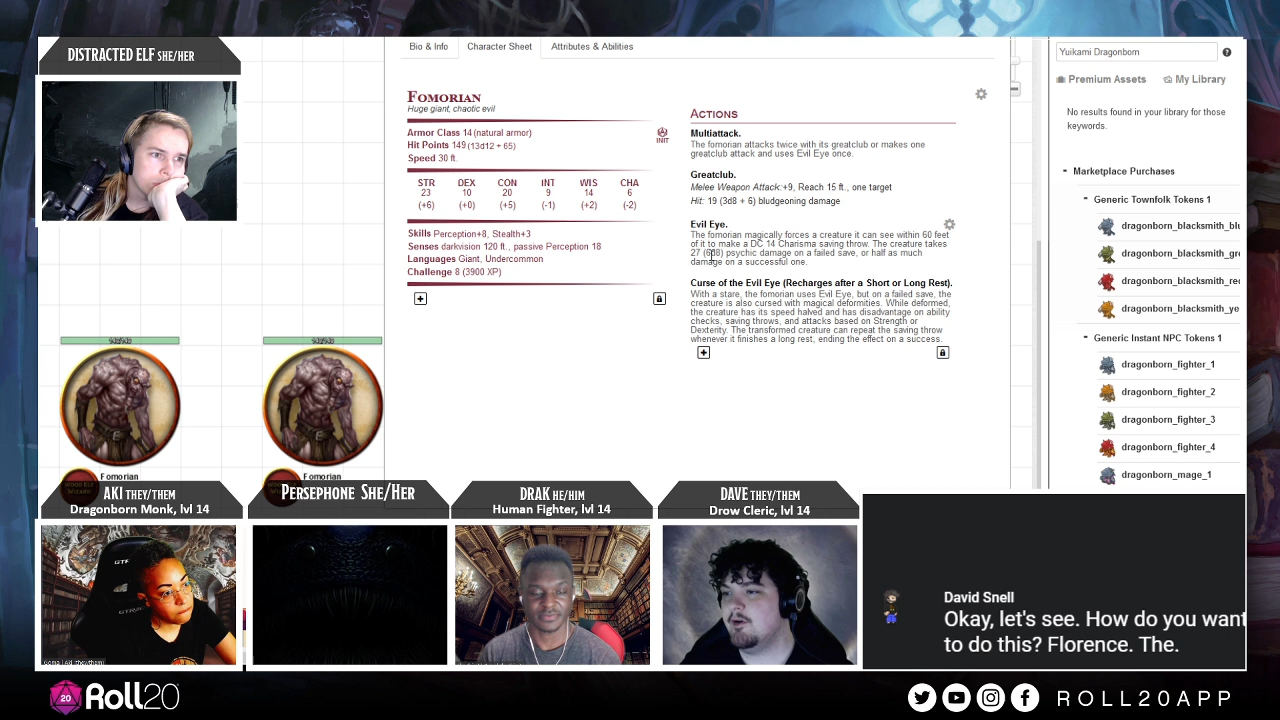 DISTRACTED ELF SHE/HER
Bio & Info
Character Sheet
Attributes & Abilities
FOMORIAN
Huge giant, chaotic evil
Armor Class 14 (natural armor)
Hit Points 149 (13d12 + 65)
Speed 30 ft.
INIT
STR DEX CON INT WIS CHA
23 10 20 9 14 6
(+6) (+0) (+5) (-1) (+2) (-2)
Skills Perception+8, Stealth+3
Senses darkvision 120 ft., passive Perception 18
Languages Giant, Undercommon
Challenge 8 (3900 XP)
ACTIONS
Multiattack.
The fomorian attacks twice with its greatclub or makes one
greatclub attack and uses Evil Eye once.
Greatclub.
Melee Weapon Attack:+9, Reach 15 ft., one target
Hit: 19 (3d8 + 6) bludgeoning damage
Evil Eye.
The fomorian magically forces a creature it can see within 60 feet
of it to make a DC 14 Charisma saving throw. The creature takes
27 (6d8) psychic damage on a failed save, or half as much
damage on a successful one.
Curse of the Evil Eye (Recharges after a Short or Long Rest).
With a stare, the fomorian uses Evil Eye, but on a failed save, the
creature is also cursed with magical deformities. While deformed,
the creature has its speed halved and has disadvantage on ability
checks, saving throws, and attacks based on Strength or
Dexterity. The transformed creature can repeat the saving throw
whenever it finishes a long rest, ending the effect on a success.
Yuikami Dragonborn
Premium Assets
My Library
No results found in your library for those
keywords.
Marketplace Purchases
Generic Townfolk Tokens 1
dragonborn_blacksmith_blu
dragonborn_blacksmith_gre
dragonborn_blacksmith_rec
dragonborn_blacksmith_ye
Generic Instant NPC Tokens 1
dragonborn_fighter_1
dragonborn_fighter_2
dragonborn_fighter_3
dragonborn_fighter_4
dragonborn_mage_1
Fomorian
Fomorian
AKI THEY/THEM
Dragonborn Monk, lvl 14
PERSEPHONE SHE/HER
DRAK HE/HIM
Human Fighter, lvl 14
DAVE THEY/THEM
Drow Cleric, lvl 14
David Snell
Okay, let's see. How do you want
to do this? Florence. The.
20
Roll20
ROLL20APP